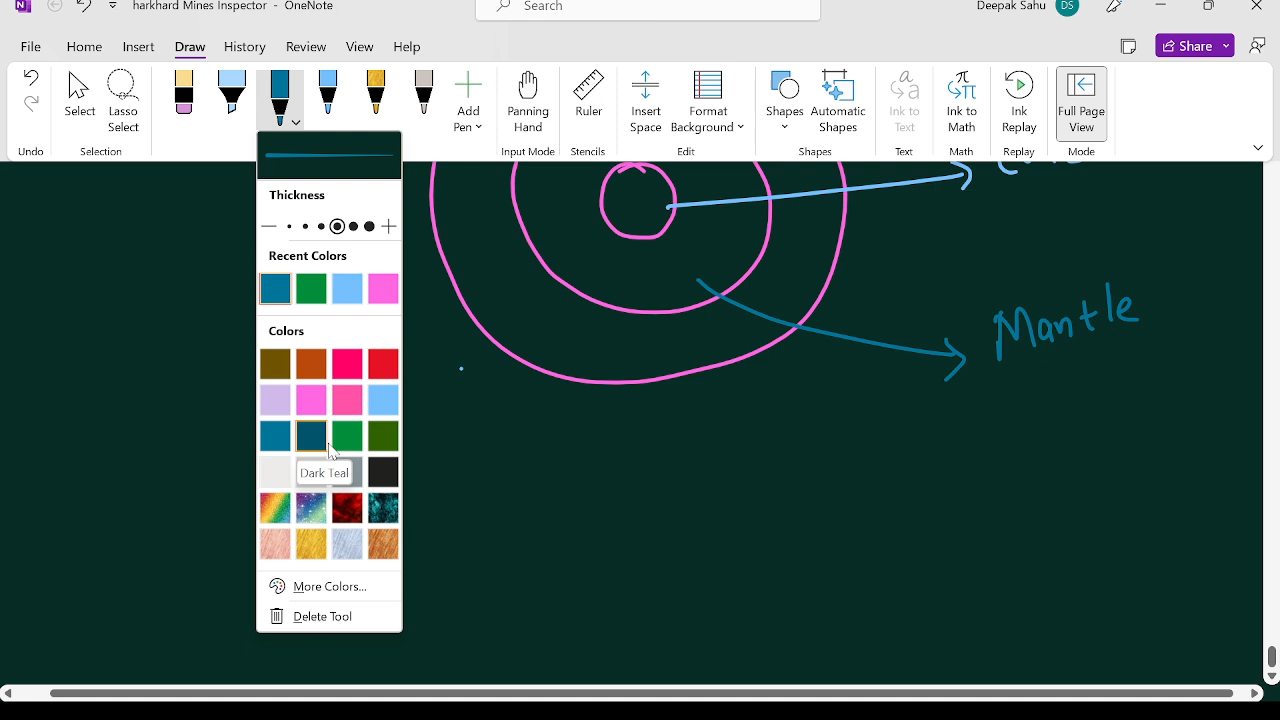 harkhard Mines Inspector - OneNote
Search
Deepak Sahu DS
File Home Insert Draw History Review View Help
Share
Undo
Select
Lasso Select
Selection
Add Pen
Panning Hand
Input Mode
Ruler
Stencils
Insert Space
Format Background
Edit
Shapes
Automatic Shapes
Shapes
Ink to Text
Text
Ink to Math
Math
Ink Replay
Replay
Full Page View
Mode
Thickness
Recent Colors
Colors
Dark Teal
More Colors...
Delete Tool
Mantle